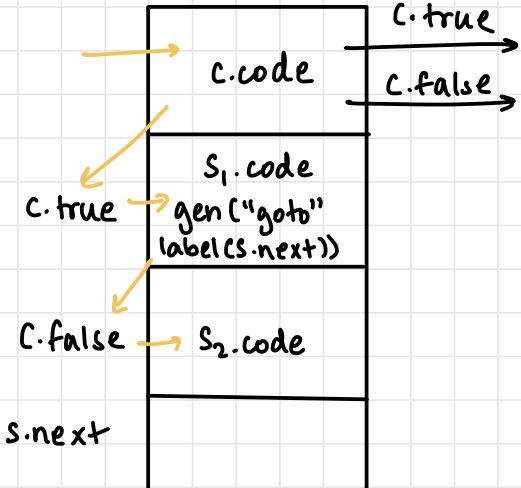 C.true
C.code
C.false
S₁.code
C.true
gen ("goto"
label(S.next))
C.false
S₂.code
S.next